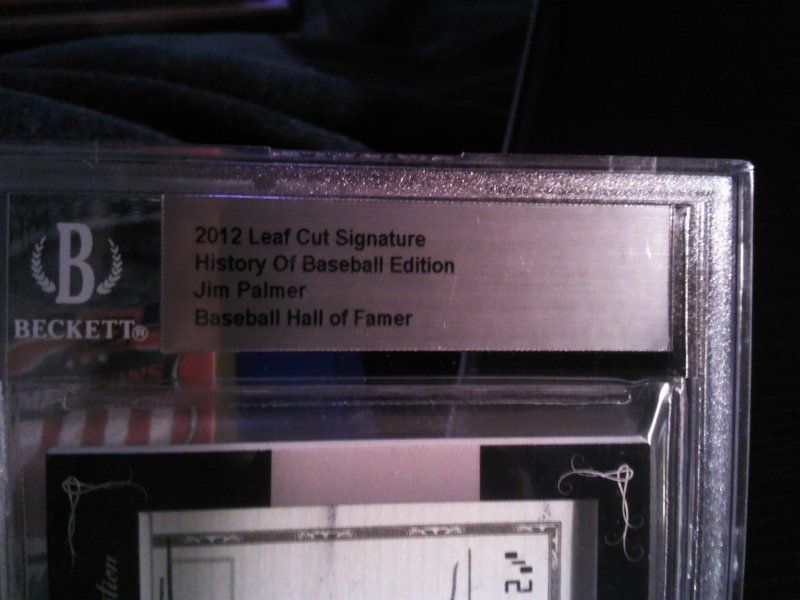 2012 Leaf Cut Signature
History Of Baseball Edition
Jim Palmer
Baseball Hall of Famer
B
BECKETT®